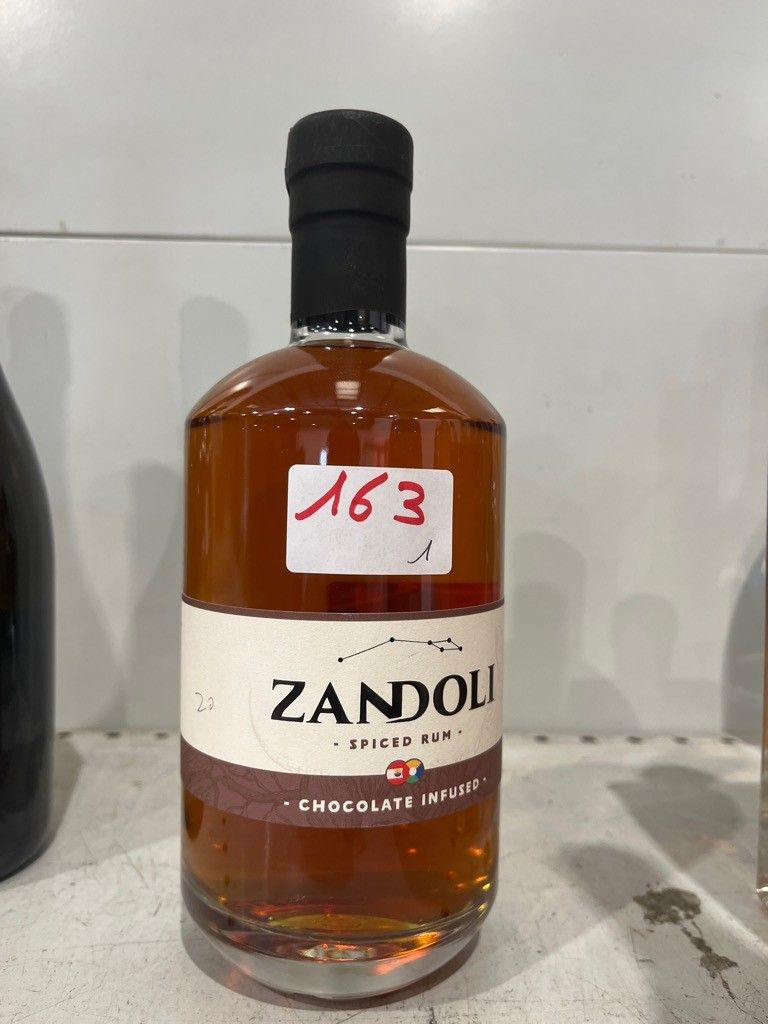 163
1
ZANDOLI
20
- SPICED RUM -
- CHOCOLATE INFUSED -